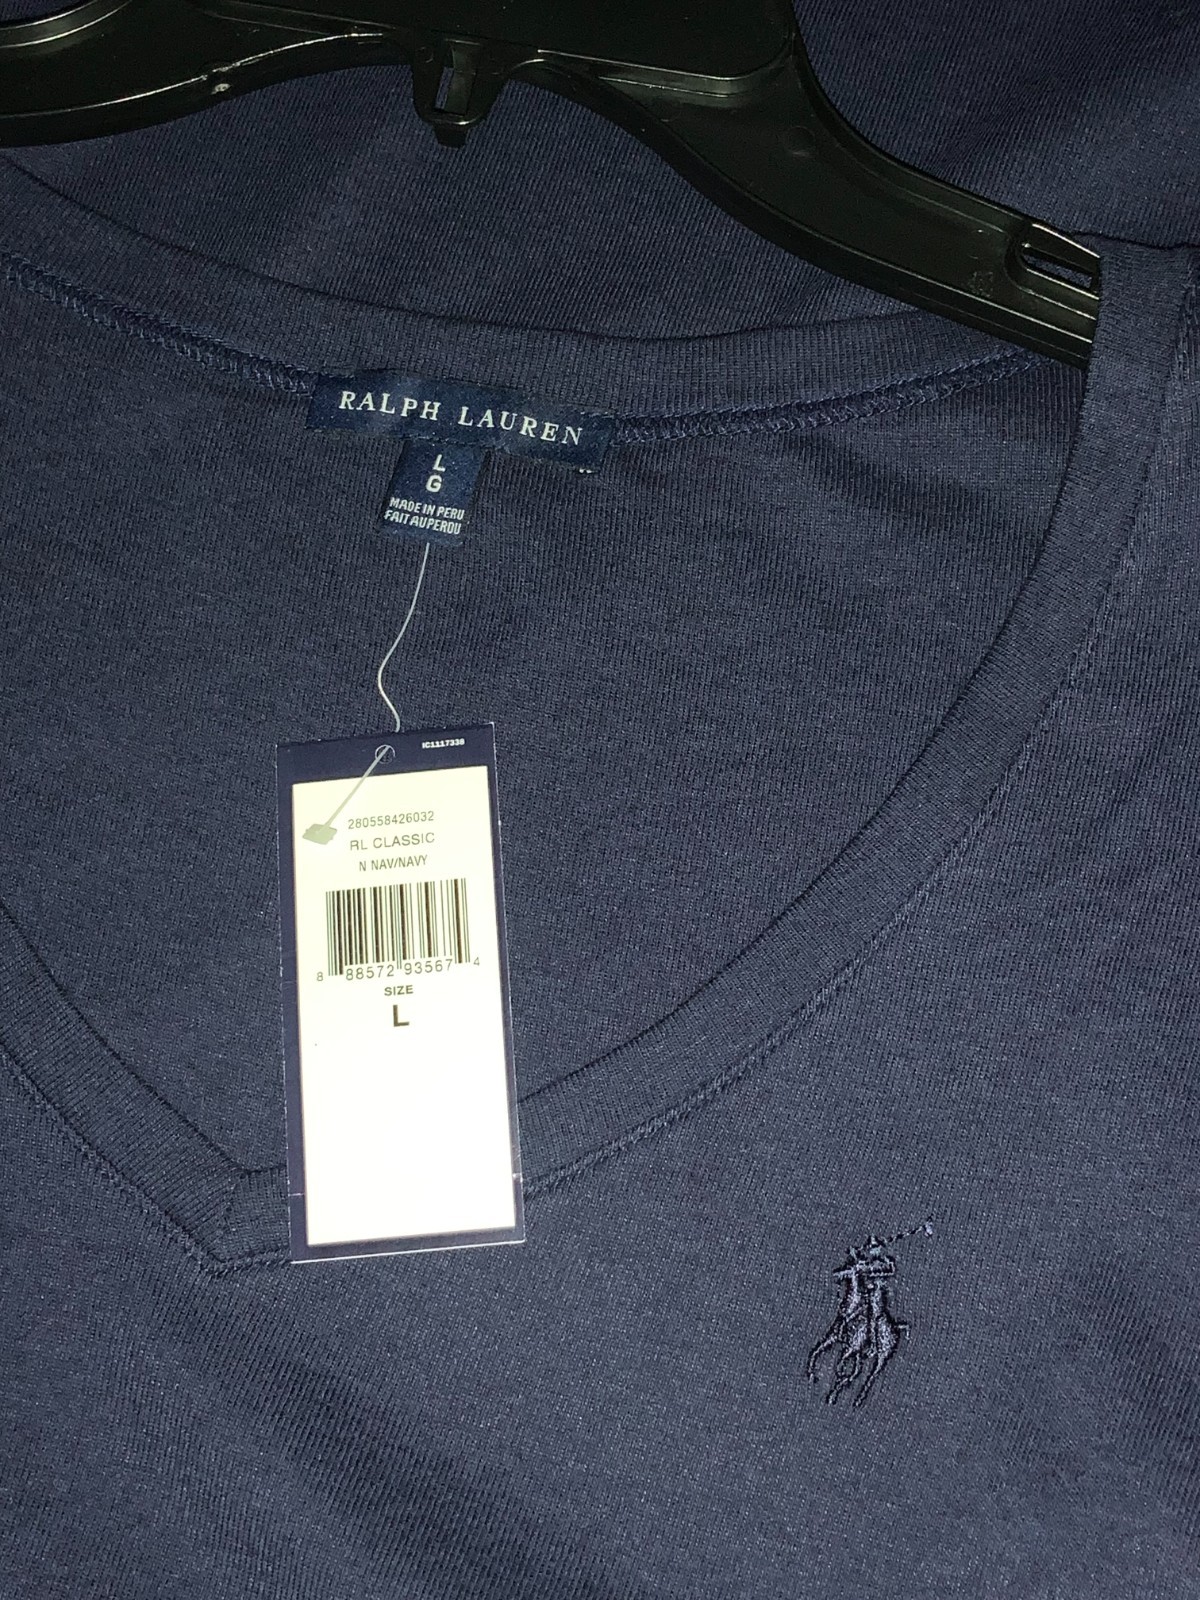 RALPH LAUREN
L
G
MADE IN PERU
FAIT AU PEROU
IC1117338
280558426032
RL CLASSIC
N NAV/NAVY
8 88572 93567 4
SIZE
L